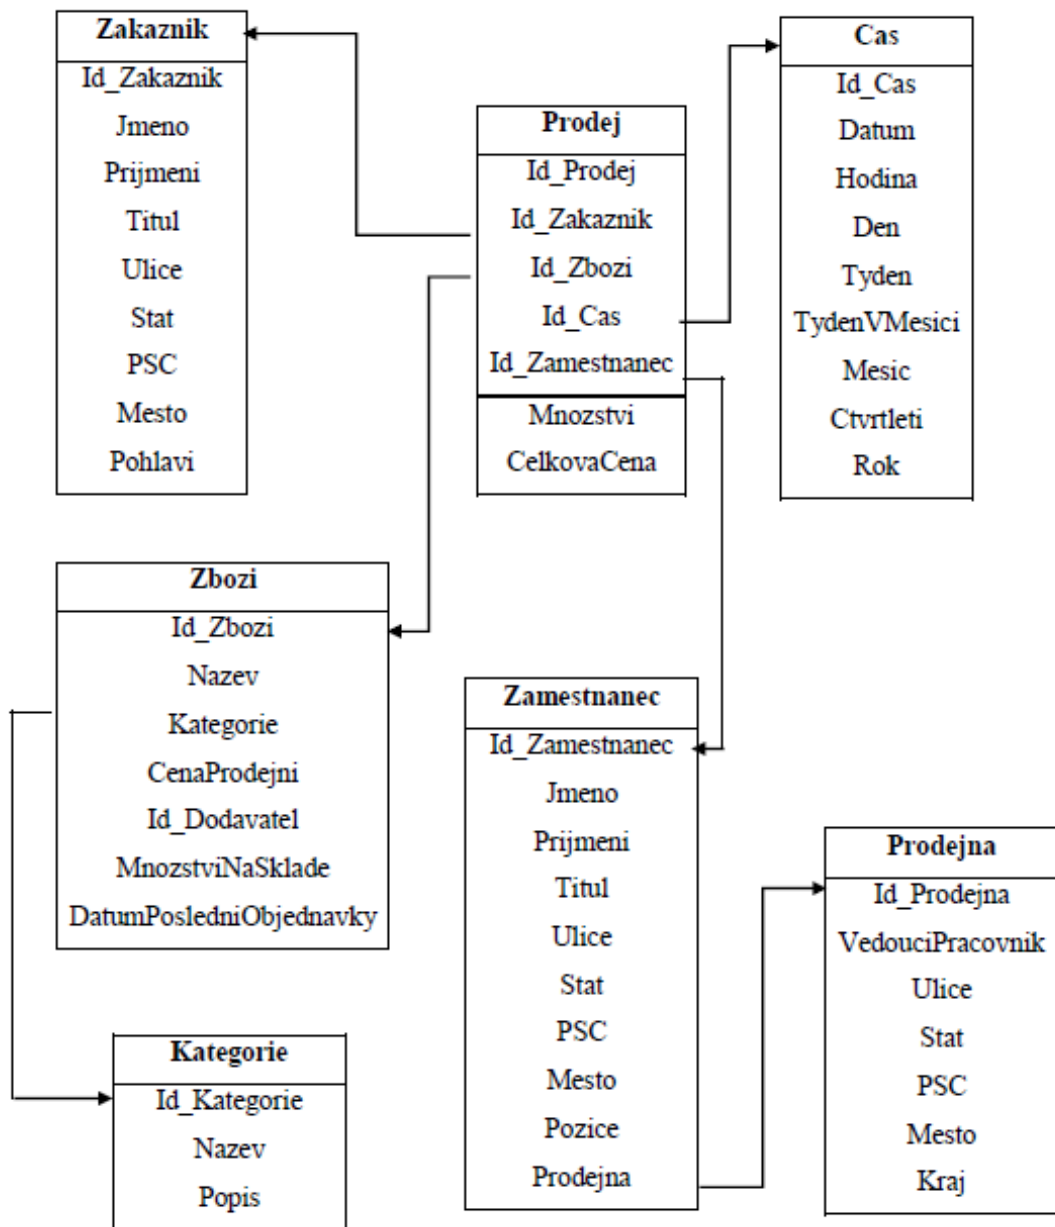 Zakaznik
Id_Zakaznik
Jmeno
Prijmeni
Titul
Ulice
Stat
PSC
Mesto
Pohlavi
Prodej
Id_Prodej
Id_Zakaznik
Id_Zbozi
Id_Cas
Id_Zamestnanec
Mnozstvi
CelkovaCena
Cas
Id_Cas
Datum
Hodina
Den
Tyden
TydenVMesici
Mesic
Ctvrtleti
Rok
Zbozi
Id_Zbozi
Nazev
Kategorie
CenaProdejni
Id_Dodavatel
MnozstviNaSklade
DatumPosledniObjednavky
Zamestnanec
Id_Zamestnanec
Jmeno
Prijmeni
Titul
Ulice
Stat
PSC
Mesto
Pozice
Prodejna
Prodejna
Id_Prodejna
VedouciPracovnik
Ulice
Stat
PSC
Mesto
Kraj
Kategorie
Id_Kategorie
Nazev
Popis